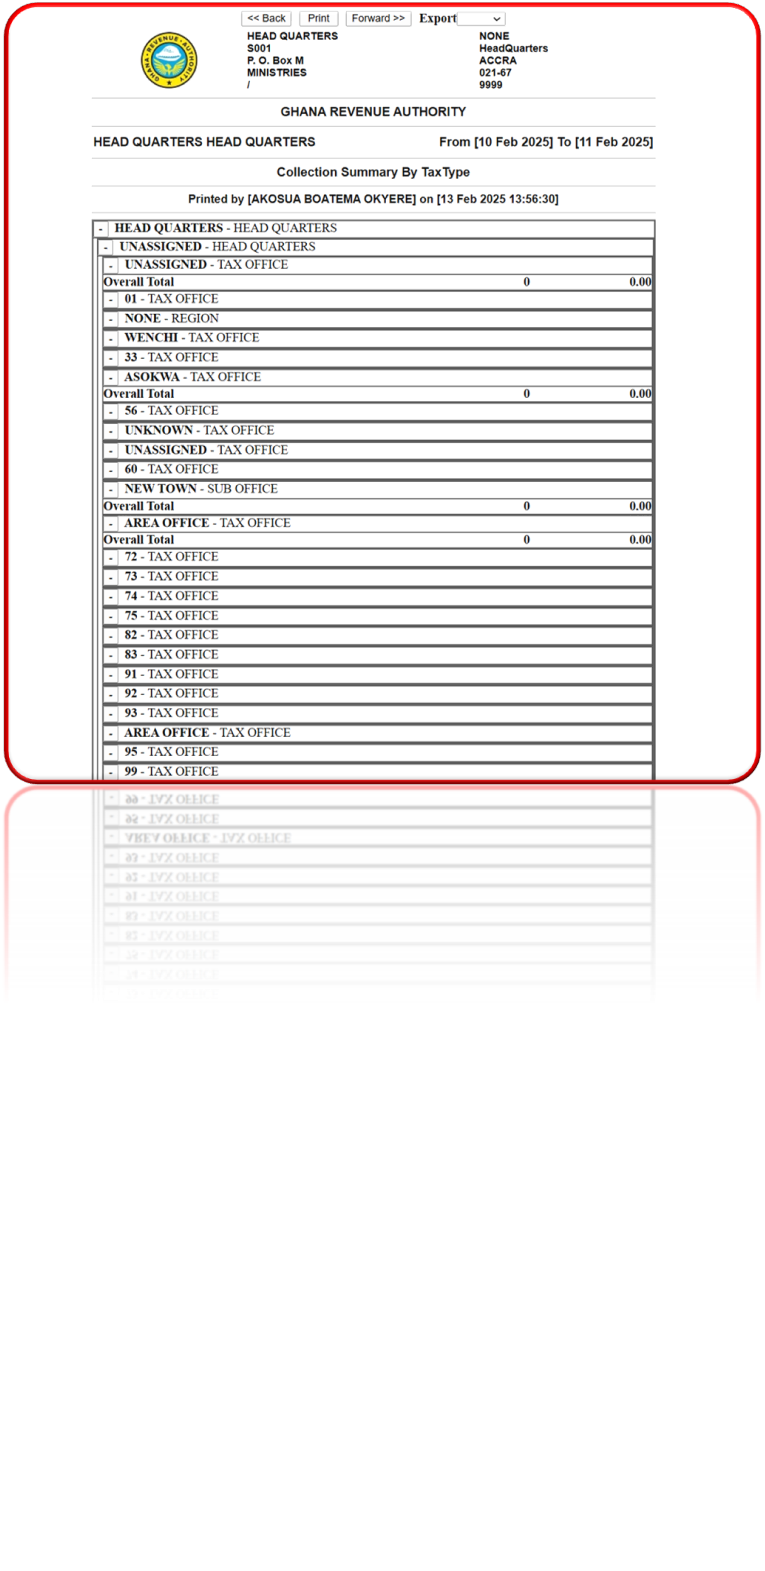 << Back Print Forward >> Export
HEAD QUARTERS NONE
S001 HeadQuarters
P. O. Box M ACCRA
MINISTRIES 021-67
/ 9999
GHANA REVENUE AUTHORITY
GHANA REVENUE AUTHORITY
HEAD QUARTERS HEAD QUARTERS From [10 Feb 2025] To [11 Feb 2025]
Collection Summary By TaxType
Printed by [AKOSUA BOATEMA OKYERE] on [13 Feb 2025 13:56:30]
- HEAD QUARTERS - HEAD QUARTERS
- UNASSIGNED - HEAD QUARTERS
- UNASSIGNED - TAX OFFICE
Overall Total 0 0.00
- 01 - TAX OFFICE
- NONE - REGION
- WENCHI - TAX OFFICE
- 33 - TAX OFFICE
- ASOKWA - TAX OFFICE
Overall Total 0 0.00
- 56 - TAX OFFICE
- UNKNOWN - TAX OFFICE
- UNASSIGNED - TAX OFFICE
- 60 - TAX OFFICE
- NEW TOWN - SUB OFFICE
Overall Total 0 0.00
- AREA OFFICE - TAX OFFICE
Overall Total 0 0.00
- 72 - TAX OFFICE
- 73 - TAX OFFICE
- 74 - TAX OFFICE
- 75 - TAX OFFICE
- 82 - TAX OFFICE
- 83 - TAX OFFICE
- 91 - TAX OFFICE
- 92 - TAX OFFICE
- 93 - TAX OFFICE
- AREA OFFICE - TAX OFFICE
- 95 - TAX OFFICE
- 99 - TAX OFFICE